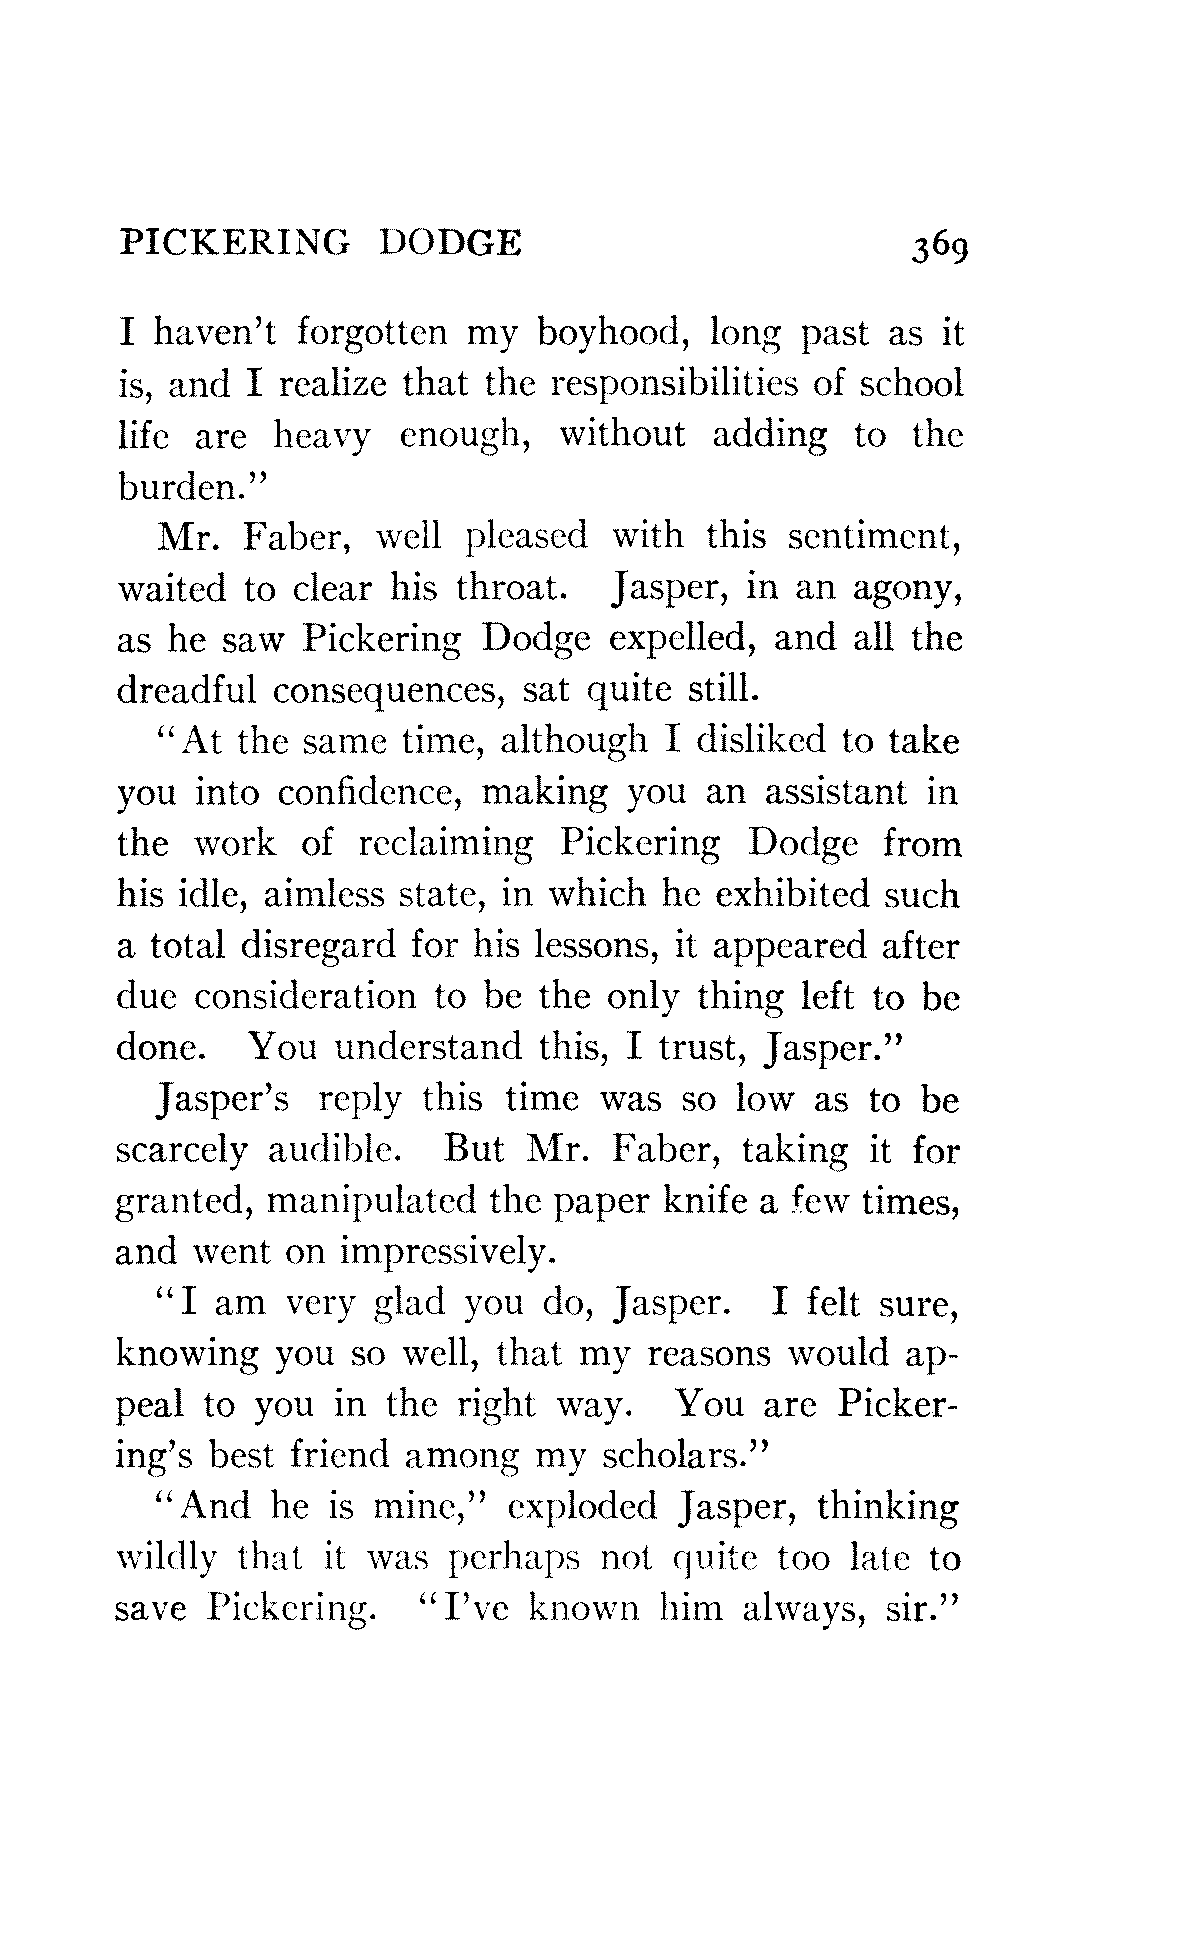 PICKERING DODGE 369
I haven't forgotten my boyhood, long past as it
is, and I realize that the responsibilities of school
life are heavy enough, without adding to the
burden."
Mr. Faber, well pleased with this sentiment,
waited to clear his throat. Jasper, in an agony,
as he saw Pickering Dodge expelled, and all the
dreadful consequences, sat quite still.
"At the same time, although I disliked to take
you into confidence, making you an assistant in
the work of reclaiming Pickering Dodge from
his idle, aimless state, in which he exhibited such
a total disregard for his lessons, it appeared after
due consideration to be the only thing left to be
done. You understand this, I trust, Jasper."
Jasper's reply this time was so low as to be
scarcely audible. But Mr. Faber, taking it for
granted, manipulated the paper knife a few times,
and went on impressively.
"I am very glad you do, Jasper. I felt sure,
knowing you so well, that my reasons would ap-
peal to you in the right way. You are Picker-
ing's best friend among my scholars."
"And he is mine," exploded Jasper, thinking
wildly that it was perhaps not quite too late to
save Pickering. "I've known him always, sir."